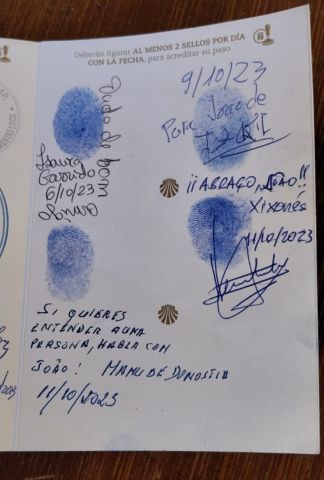 Deberán figurar AL MENOS 2 SELLOS POR DÍA
CON LA FECHA, para acreditar su paso
Tudo de bom
Laura
Garrido
6/10/23
9/10/23
Para João de
¡¡ABRAÇO, JOÃO!!
Xixonés
11/10/2023
SI QUIERES
ENTENDER A UNA
PERSONA, HABLA CON
JOÃO! MANU DE DONOSTIA
11/10/2023